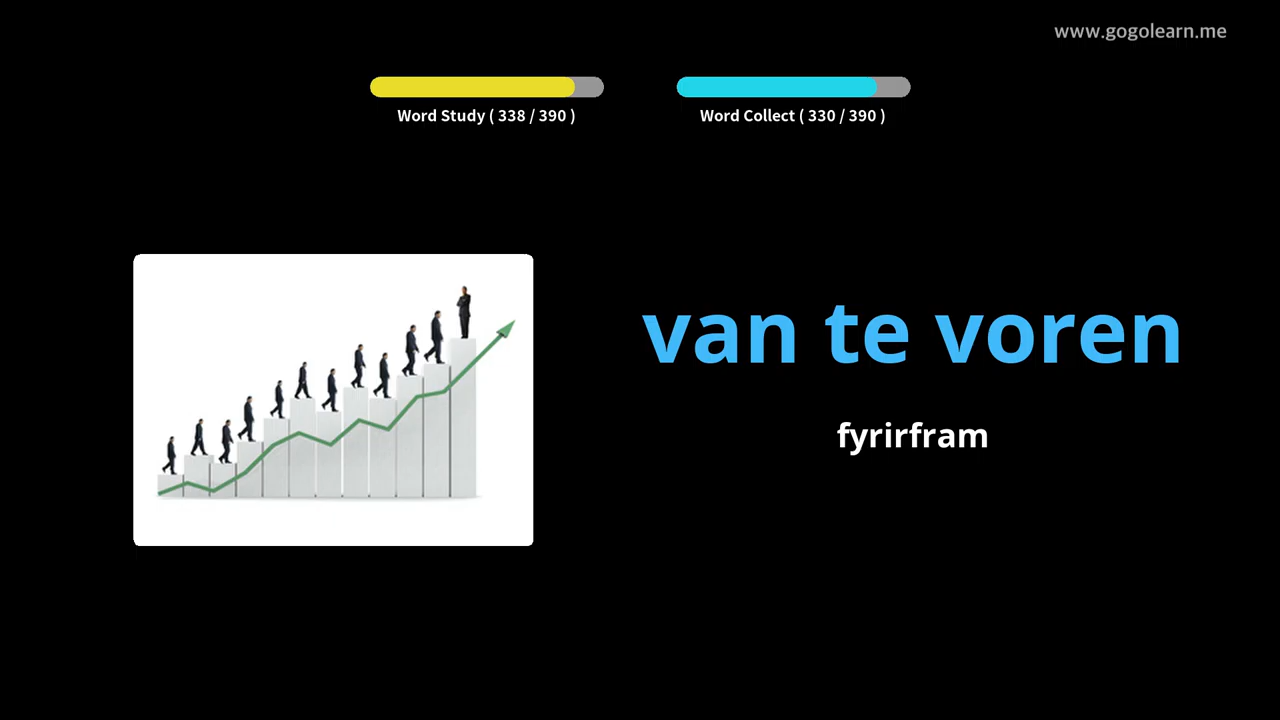 www.gogolearn.me
Word Study ( 338 / 390 )
Word Collect ( 330 / 390 )
van te voren
fyrirfram